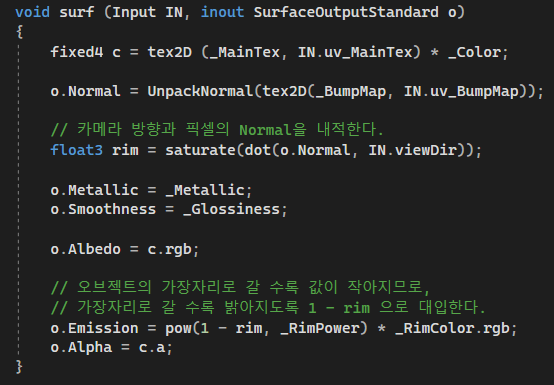 void surf (Input IN, inout SurfaceOutputStandard o)
{
fixed4 c = tex2D (_MainTex, IN.uv_MainTex) * _Color;
o.Normal = UnpackNormal(tex2D(_BumpMap, IN.uv_BumpMap));
// 카메라 방향과 픽셀의 Normal을 내적한다.
float3 rim = saturate(dot(o.Normal, IN.viewDir));
o.Metallic = _Metallic;
o.Smoothness = _Glossiness;
o.Albedo = c.rgb;
// 오브젝트의 가장자리로 갈 수록 값이 작아지므로,
// 가장자리로 갈 수록 밝아지도록 1 - rim 으로 대입한다.
o.Emission = pow(1 - rim, _RimPower) * _RimColor.rgb;
o.Alpha = c.a;
}